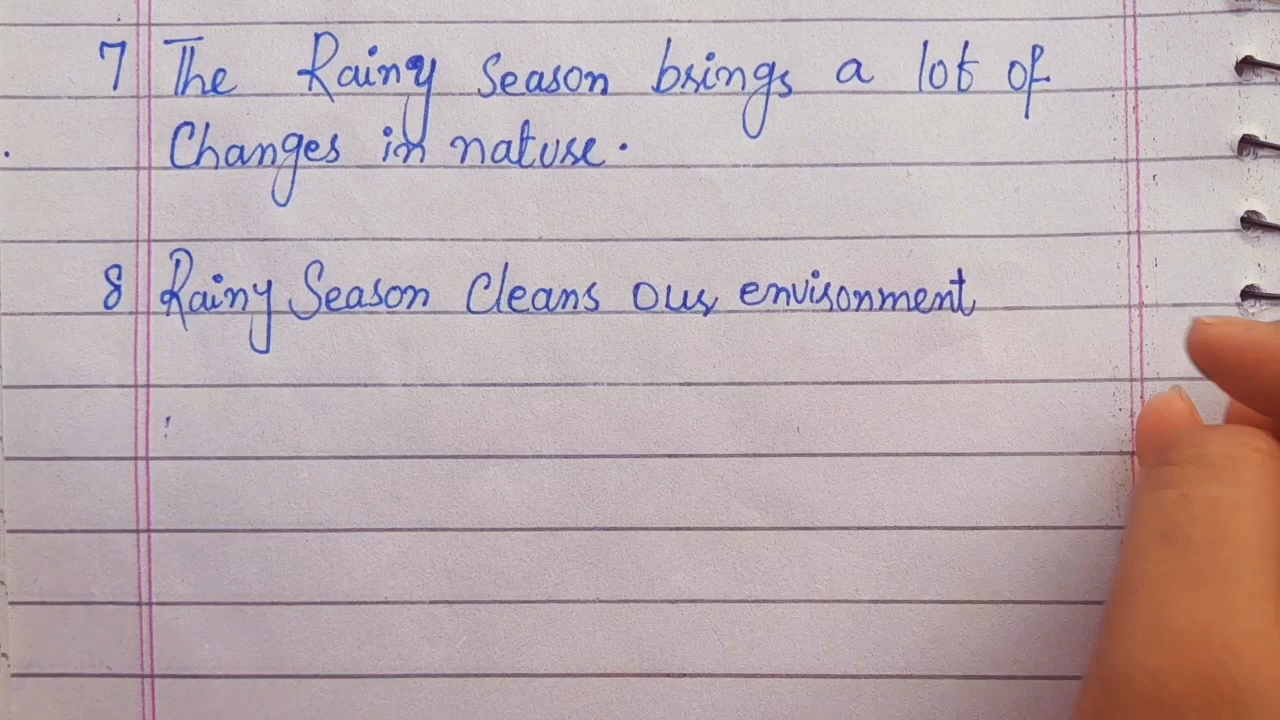 7 The Rainy Season brings a lot of
Changes in nature.
8 Rainy Season Cleans our environment